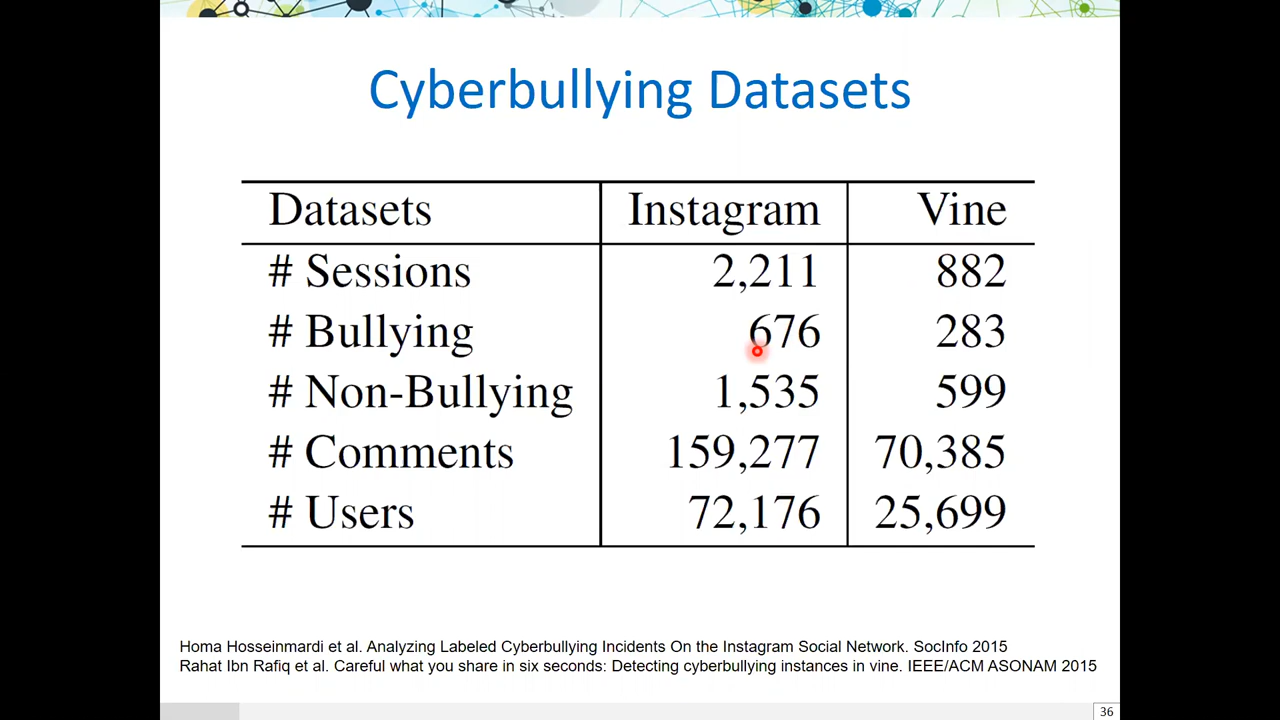 Cyberbullying Datasets
Datasets Instagram Vine
# Sessions 2,211 882
# Bullying 676 283
# Non-Bullying 1,535 599
# Comments 159,277 70,385
# Users 72,176 25,699
Homa Hosseinmardi et al. Analyzing Labeled Cyberbullying Incidents On the Instagram Social Network. SocInfo 2015
Rahat Ibn Rafiq et al. Careful what you share in six seconds: Detecting cyberbullying instances in vine. IEEE/ACM ASONAM 2015
36